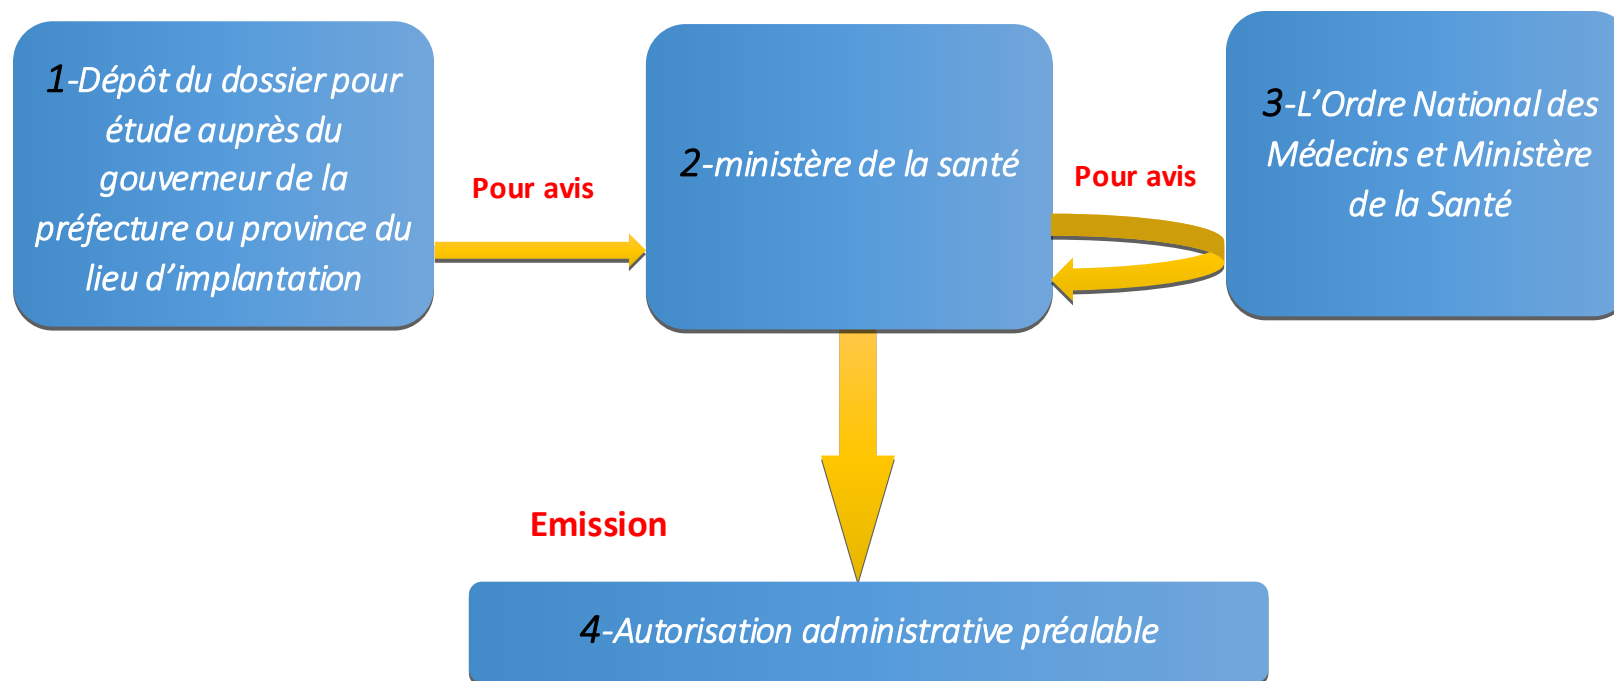 1-Dépôt du dossier pour
étude auprès du
gouverneur de la
préfecture ou province du
lieu d’implantation
Pour avis
2-ministère de la santé
Pour avis
3-L’Ordre National des
Médecins et Ministère
de la Santé
Emission
4-Autorisation administrative préalable